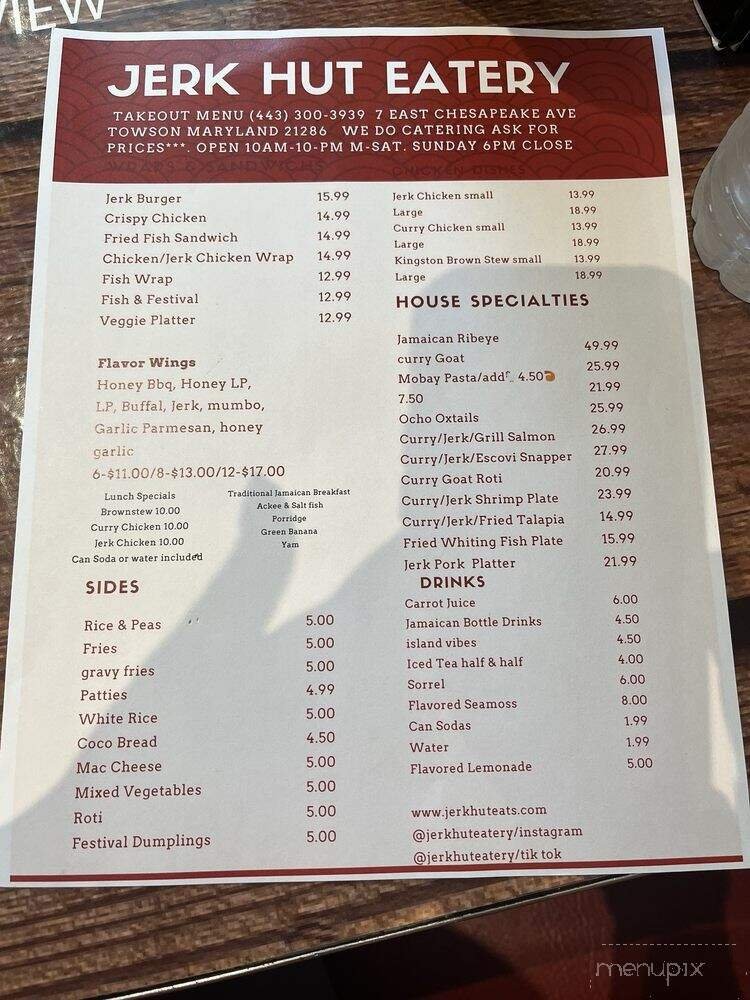 VIEW
JERK HUT EATERY
TAKEOUT MENU (443) 300-3939 7 EAST CHESAPEAKE AVE
TOWSON MARYLAND 21286 WE DO CATERING ASK FOR
PRICES***. OPEN 10AM-10-PM M-SAT. SUNDAY 6PM CLOSE
WRAPS & SANDWICHS
Jerk Burger 15.99
Crispy Chicken 14.99
Fried Fish Sandwich 14.99
Chicken/Jerk Chicken Wrap 14.99
Fish Wrap 12.99
Fish & Festival 12.99
Veggie Platter 12.99
Flavor Wings
Honey Bbq, Honey LP,
LP, Buffal, Jerk, mumbo,
Garlic Parmesan, honey
garlic
6-$11.00/8-$13.00/12-$17.00
Lunch Specials
Brownstew 10.00
Curry Chicken 10.00
Jerk Chicken 10.00
Can Soda or water included
Traditional Jamaican Breakfast
Ackee & Salt fish
Porridge
Green Banana
Yam
SIDES
Rice & Peas 5.00
Fries 5.00
gravy fries 5.00
Patties 4.99
White Rice 5.00
Coco Bread 4.50
Mac Cheese 5.00
Mixed Vegetables 5.00
Roti 5.00
Festival Dumplings 5.00
CHICKEN
Jerk Chicken small 13.99
Large 18.99
Curry Chicken small 13.99
Large 18.99
Kingston Brown Stew small 13.99
Large 18.99
HOUSE SPECIALTIES
Jamaican Ribeye 49.99
curry Goat 25.99
Mobay Pasta/add 4.50 21.99
7.50
Ocho Oxtails 25.99
Curry/Jerk/Grill Salmon 26.99
Curry/Jerk/Escovi Snapper 27.99
Curry Goat Roti 20.99
Curry/Jerk Shrimp Plate 23.99
Curry/Jerk/Fried Talapia 14.99
Fried Whiting Fish Plate 15.99
Jerk Pork Platter 21.99
DRINKS
Carrot Juice 6.00
Jamaican Bottle Drinks 4.50
island vibes 4.50
Iced Tea half & half 4.00
Sorrel 6.00
Flavored Seamoss 8.00
Can Sodas 1.99
Water 1.99
Flavored Lemonade 5.00
www.jerkhuteats.com
@jerkhuteatery/instagram
@jerkhuteatery/tik tok
menupix